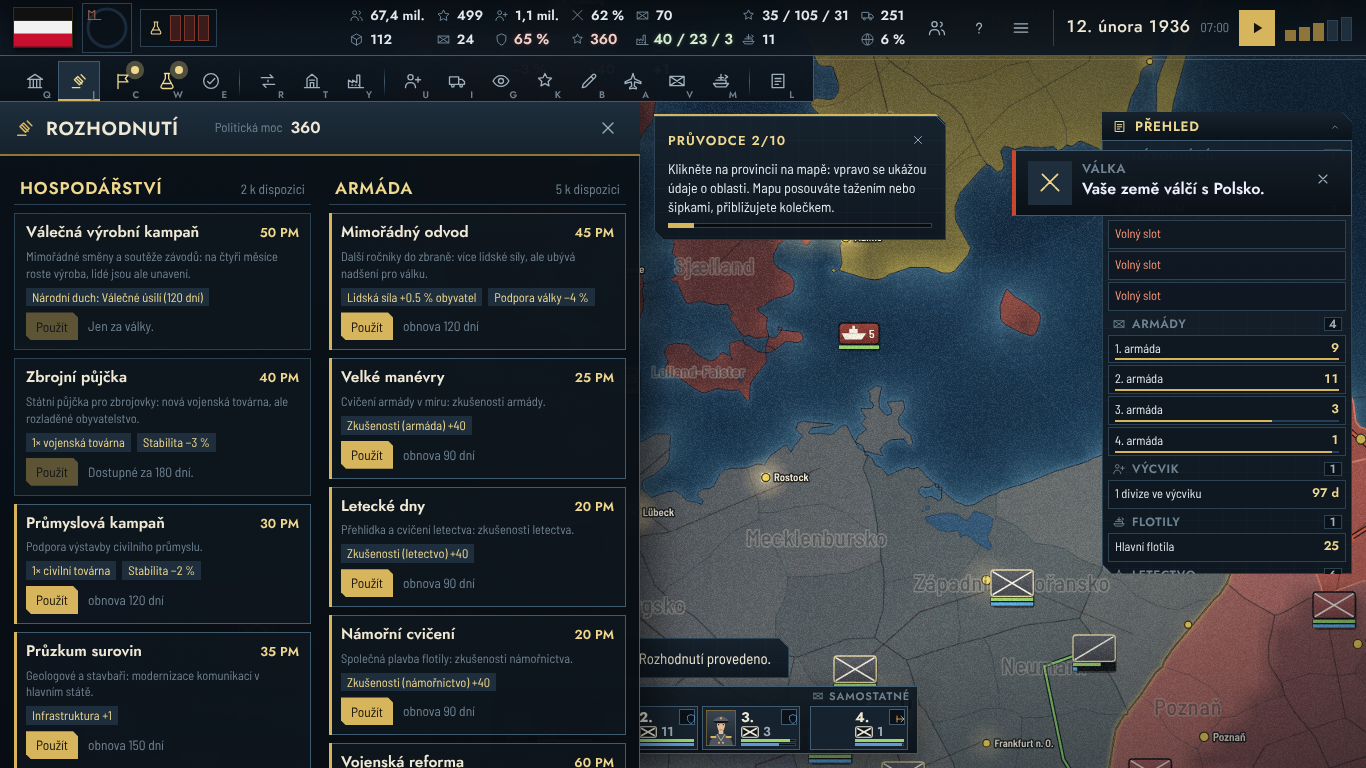 67,4 mil.
499
1,1 mil.
62 %
70
35 / 105 / 31
251
112
24
65 %
360
40 / 23 / 3
11
6 %
?
12. února 1936
07:00
Q
J
C
W
E
R
T
Y
U
I
G
K
B
A
V
M
L
ROZHODNUTÍ
Politická moc 360
HOSPODÁŘSTVÍ
2 k dispozici
Válečná výrobní kampaň
50 PM
Mimořádné směny a soutěže závodů: na čtyři měsíce
roste výroba, lidé jsou ale unavení.
Národní duch: Válečné úsilí (120 dní)
Použít
Jen za války.
Zbrojní půjčka
40 PM
Státní půjčka pro zbrojovky: nová vojenská továrna, ale
rozladěné obyvatelstvo.
1× vojenská továrna
Stabilita −3 %
Použít
Dostupné za 180 dní.
Průmyslová kampaň
30 PM
Podpora výstavby civilního průmyslu.
1× civilní továrna
Stabilita −2 %
Použít
obnova 120 dní
Průzkum surovin
35 PM
Geologové a stavbaři: modernizace komunikací v
hlavním státě.
Infrastruktura +1
Použít
obnova 150 dní
ARMÁDA
5 k dispozici
Mimořádný odvod
45 PM
Další ročníky do zbraně: více lidské síly, ale ubývá
nadšení pro válku.
Lidská síla +0.5 % obyvatel
Podpora války −4 %
Použít
obnova 120 dní
Velké manévry
25 PM
Cvičení armády v míru: zkušenosti armády.
Zkušenosti (armáda) +40
Použít
obnova 90 dní
Letecké dny
20 PM
Přehlídka a cvičení letectva: zkušenosti letectva.
Zkušenosti (letectvo) +40
Použít
obnova 90 dní
Námořní cvičení
20 PM
Společná plavba flotily: zkušenosti námořnictva.
Zkušenosti (námořnictvo) +40
Použít
obnova 90 dní
Vojenská reforma
60 PM
PRŮVODCE 2/10
Klikněte na provincii na mapě: vpravo se ukážou
údaje o oblasti. Mapu posouváte tažením nebo
šipkami, přibližujete kolečkem.
PŘEHLED
VÁLKA
Vaše země válčí s Polsko.
Volný slot
Volný slot
Volný slot
ARMÁDY
4
1. armáda
9
2. armáda
11
3. armáda
3
4. armáda
1
VÝCVIK
1
1 divize ve výcviku
97 d
FLOTILY
1
Hlavní flotila
25
Sjælland
5
Lolland-Falster
Rostock
Lübeck
Mecklenbursko
Neumark
Poznaň
Poznaň
Frankfurt n. O.
Rozhodnutí provedeno.
SAMOSTATNÉ
2.
11
3.
3
4.
1